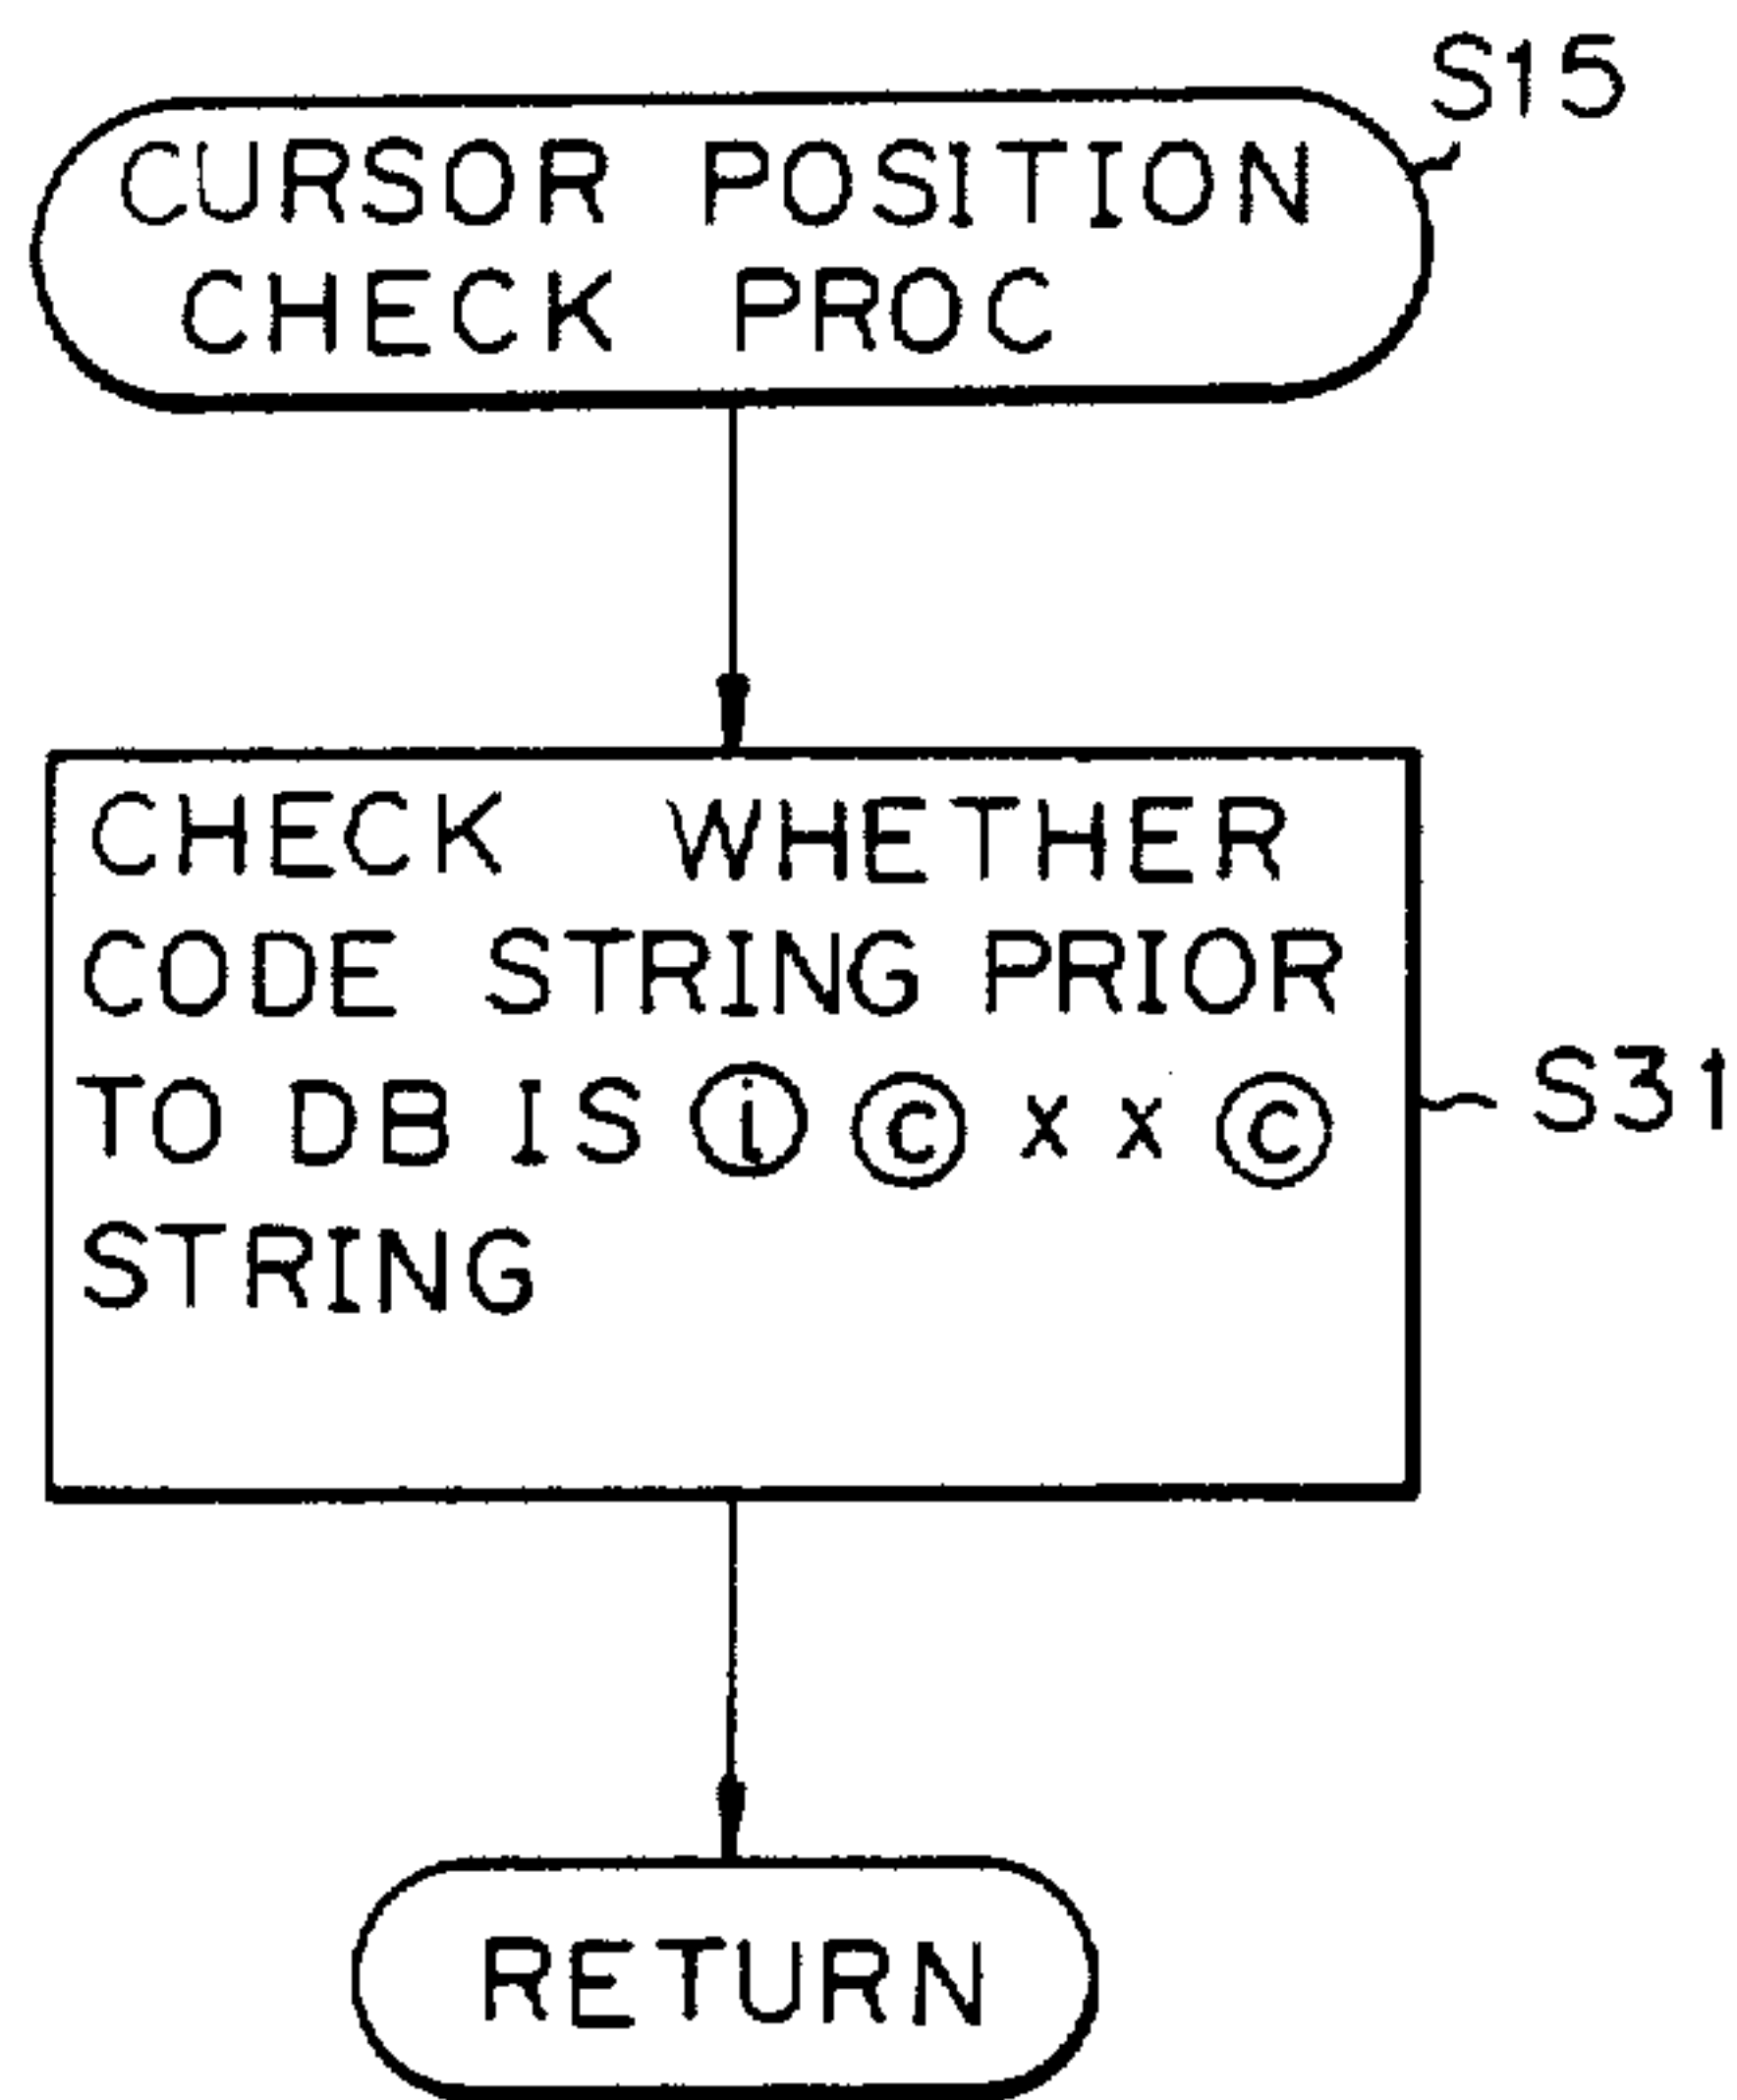 S15
CURSOR POSITION
CHECK PROC
CHECK WHETHER
CODE STRING PRIOR
TO DB IS ⓘ ⓒ x x ⓒ
STRING
S31
RETURN